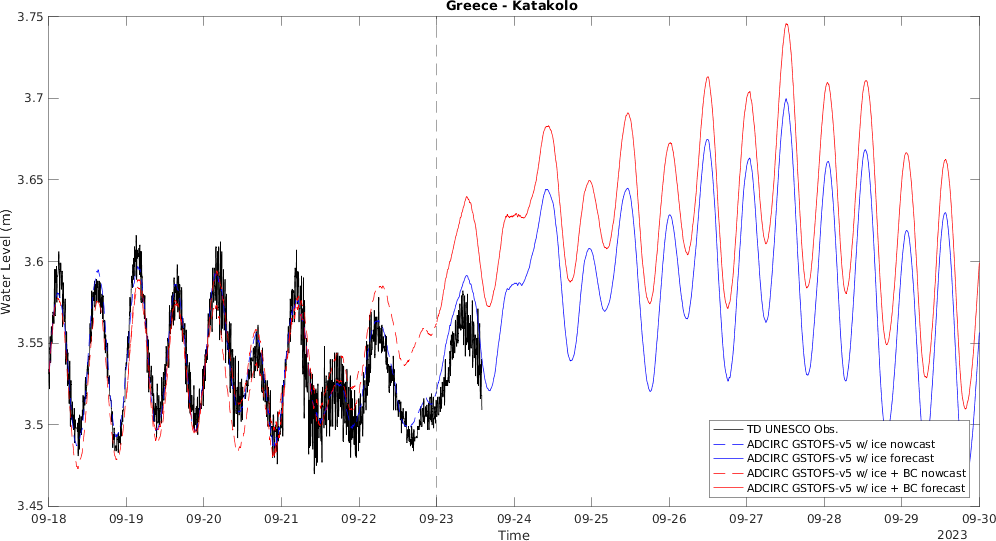 Greece - Katakolo
Water Level (m)
3.75
3.7
3.65
3.6
3.55
3.5
3.45
09-18 09-19 09-20 09-21 09-22 09-23 09-24 09-25 09-26 09-27 09-28 09-29 09-30
Time
2023
TD UNESCO Obs.
ADCIRC GSTOFS-v5 w/ ice nowcast
ADCIRC GSTOFS-v5 w/ ice forecast
ADCIRC GSTOFS-v5 w/ ice + BC nowcast
ADCIRC GSTOFS-v5 w/ ice + BC forecast